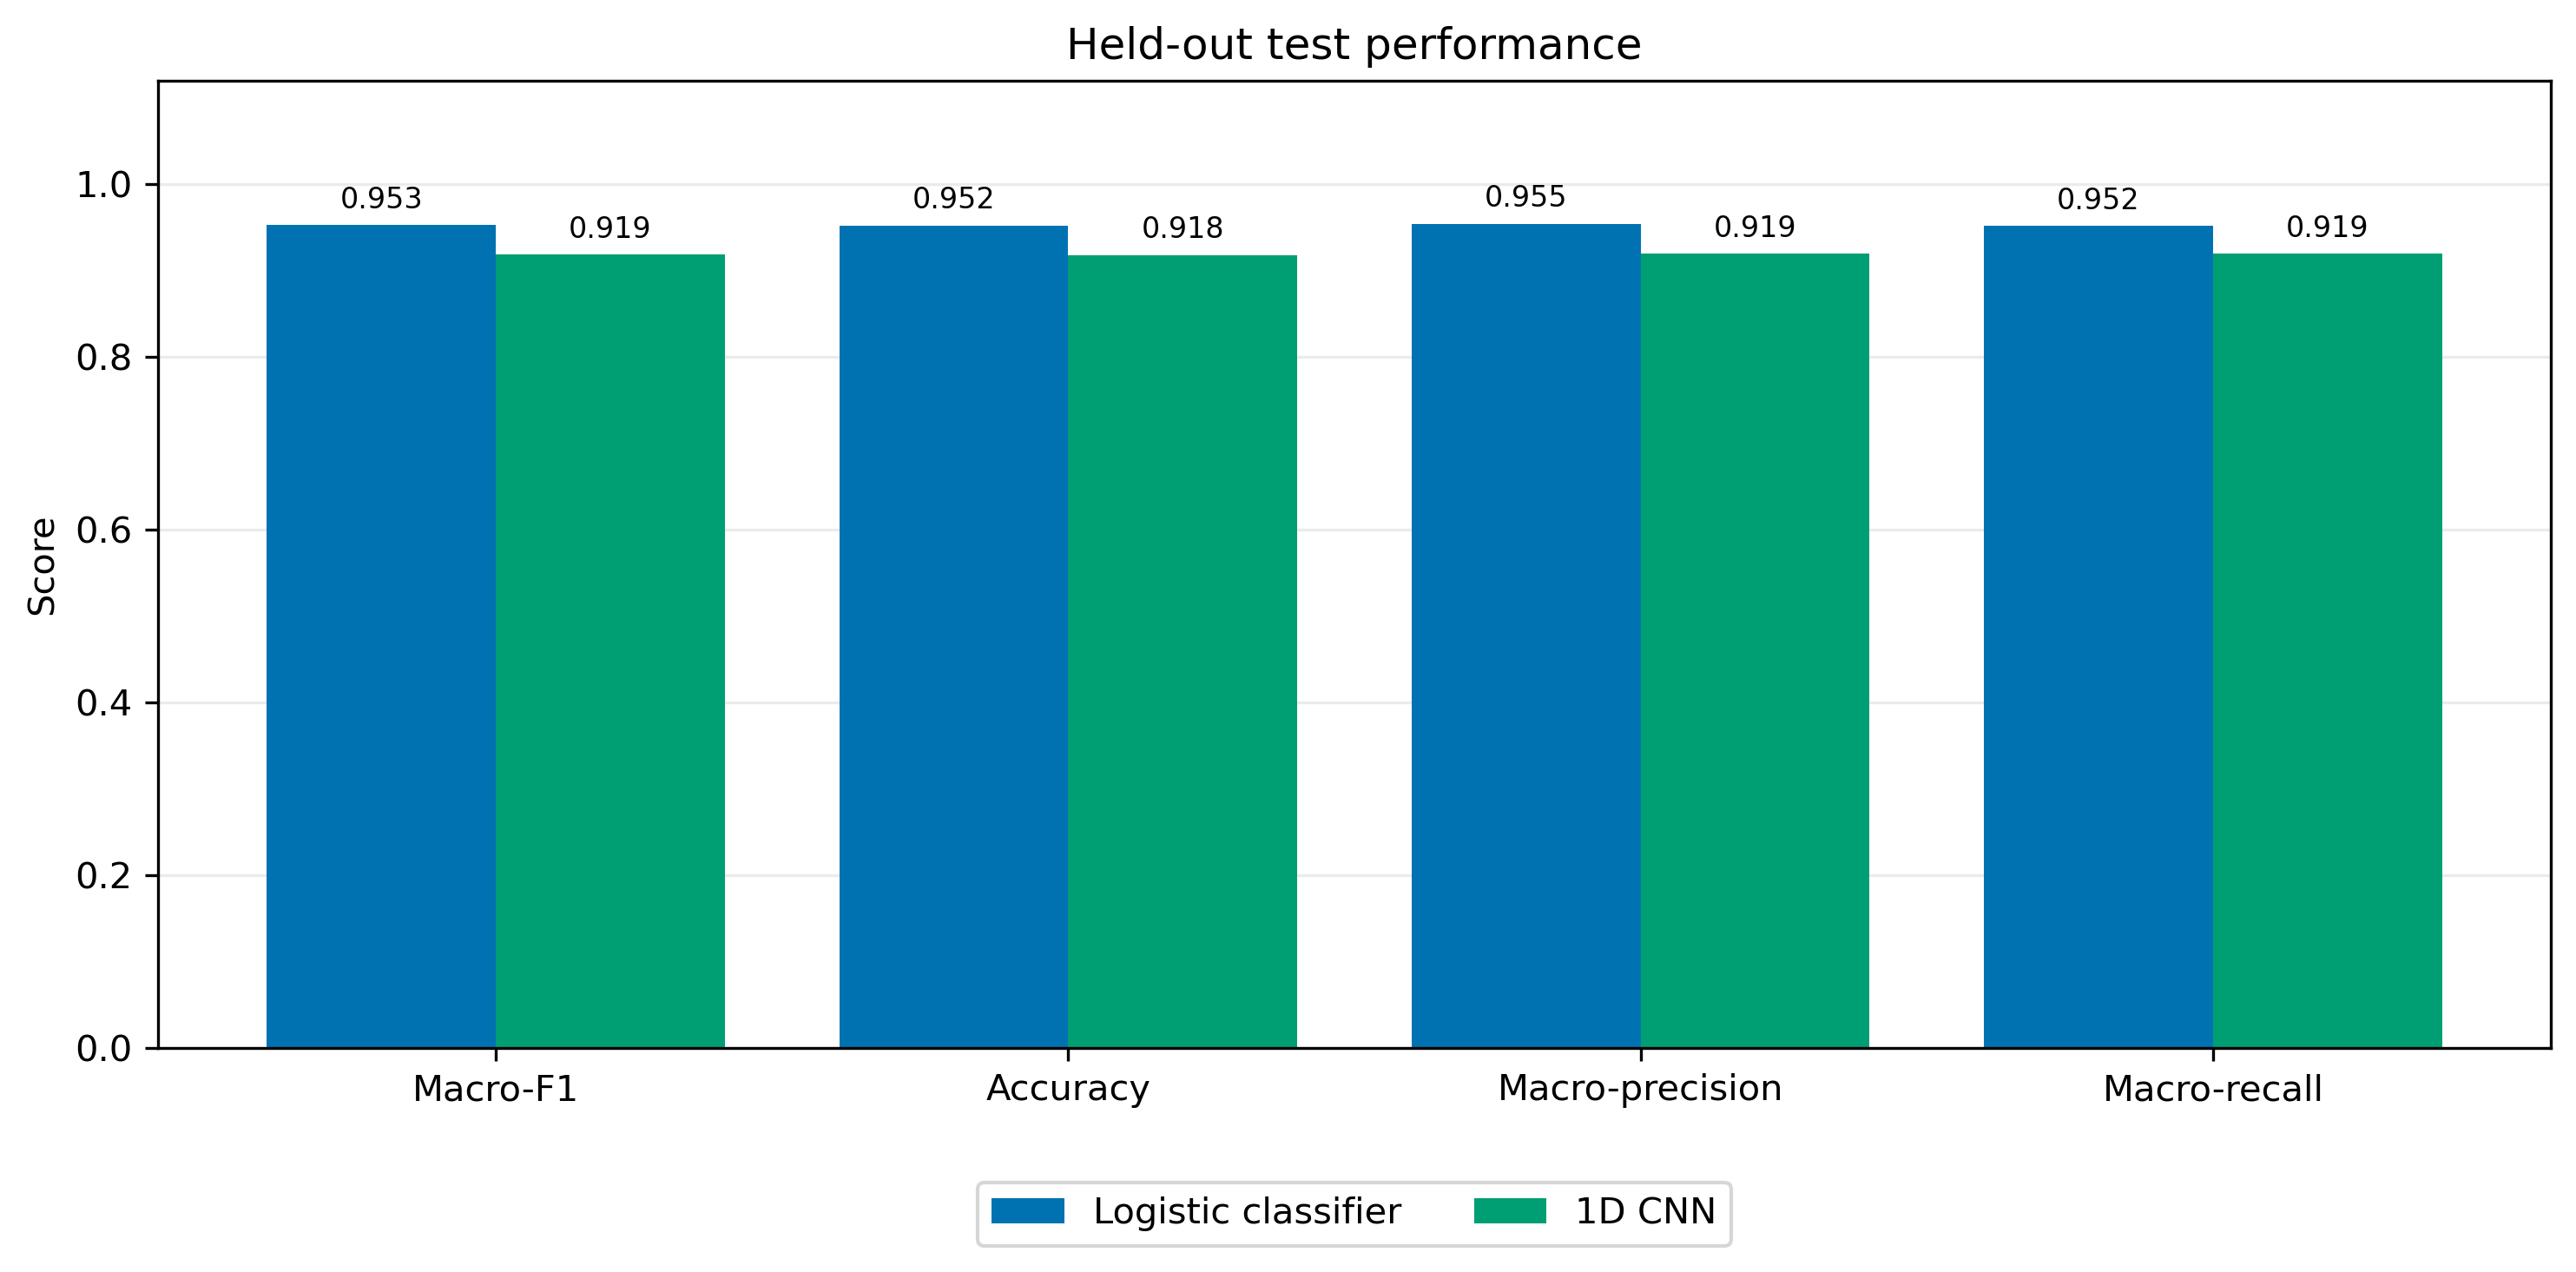 Held-out test performance
1.0
0.8
0.6
0.4
0.2
0.0
Score
0.953
0.919
0.952
0.918
0.955
0.919
0.952
0.919
Macro-F1
Accuracy
Macro-precision
Macro-recall
Logistic classifier
1D CNN